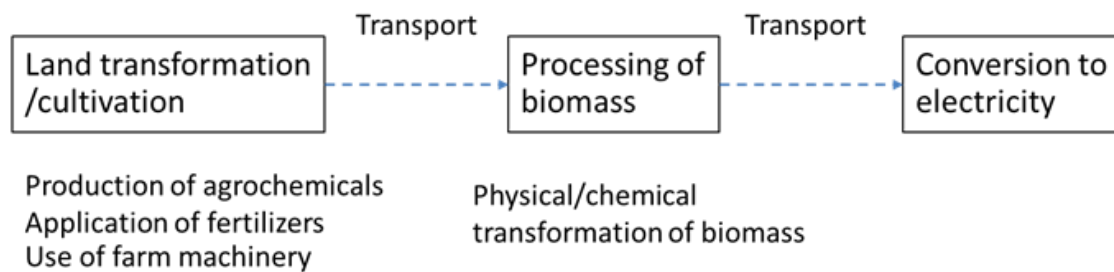 Transport
Transport
Land transformation
/cultivation
Processing of
biomass
Conversion to
electricity
Production of agrochemicals
Application of fertilizers
Use of farm machinery
Physical/chemical
transformation of biomass